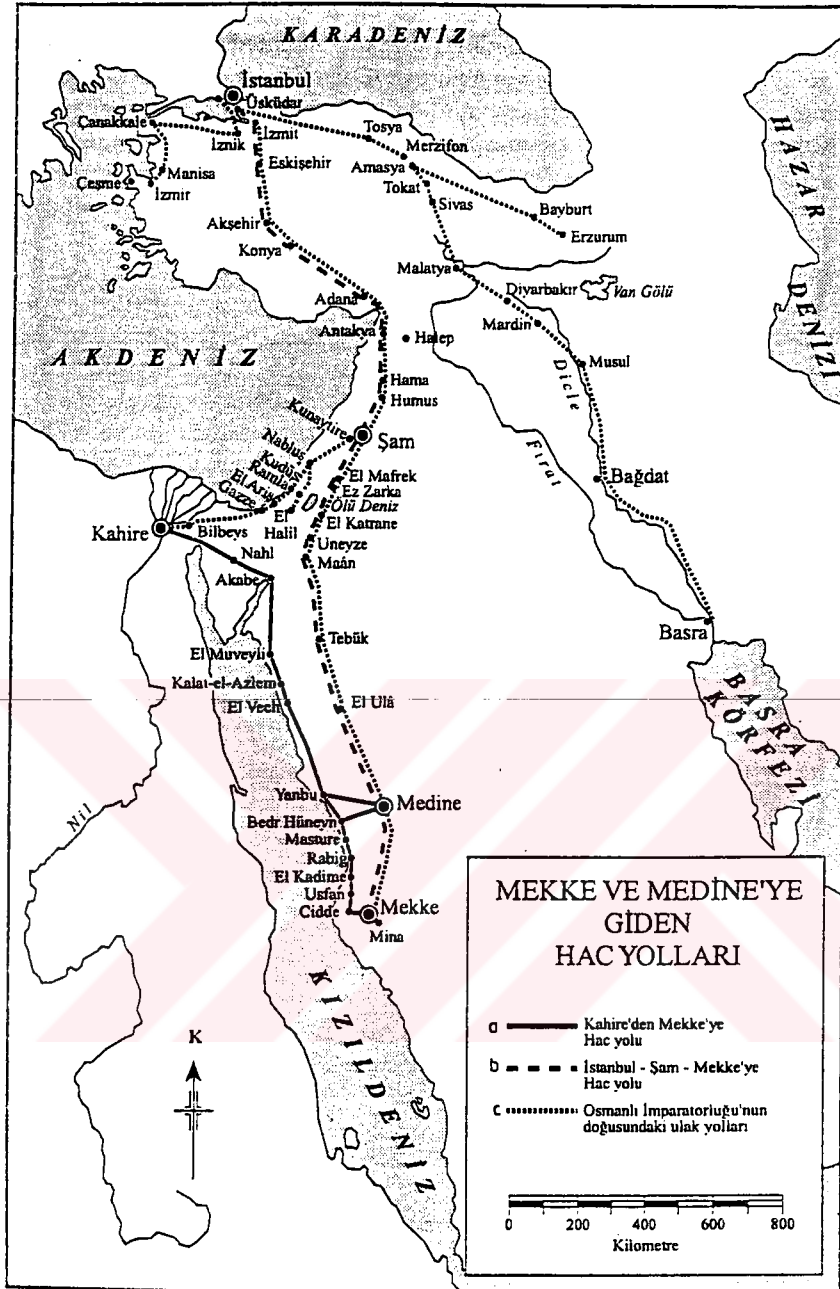 KARADENİZ
İstanbul
Üsküdar
Çanakkale
İznik
İzmit
Tosya
Merzifon
Eskişehir
Amasya
Manisa
Çeşme
İzmir
Tokat
Sivas
Bayburt
Erzurum
Akşehir
Konya
Malatya
Diyarbakır
Van Gölü
Adana
Mardin
Antakya
Halep
Musul
HAZAR
DENİZİ
AKDENİZ
Hama
Humus
Dicle
Fırat
Kunaytire
Şam
Nablus
Kudüs
Ramla
El Ariş
Gazze
El Mafrek
Ez Zarka
Ölü Deniz
El Katrane
El
Halil
Bağdat
Kahire
Bilbeys
Nahl
Uneyze
Maán
Akabe
Basra
Tebük
El Muveyli
Kalat-el-Azlem
El Vech
El Ulâ
BASRA
KÖRFEZİ
Nil
Yanbu
Medine
Bedr Hüneyn
Masture
Rabig
El Kadime
Usfan
Cidde
Mekke
Mina
KIZILDENİZ
K
MEKKE VE MEDİNE'YE
GİDEN
HAC YOLLARI
a Kahire'den Mekke'ye
Hac yolu
b İstanbul - Şam - Mekke'ye
Hac yolu
c Osmanlı İmparatorluğu'nun
doğusundaki ulak yolları
0 200 400 600 800
Kilometre